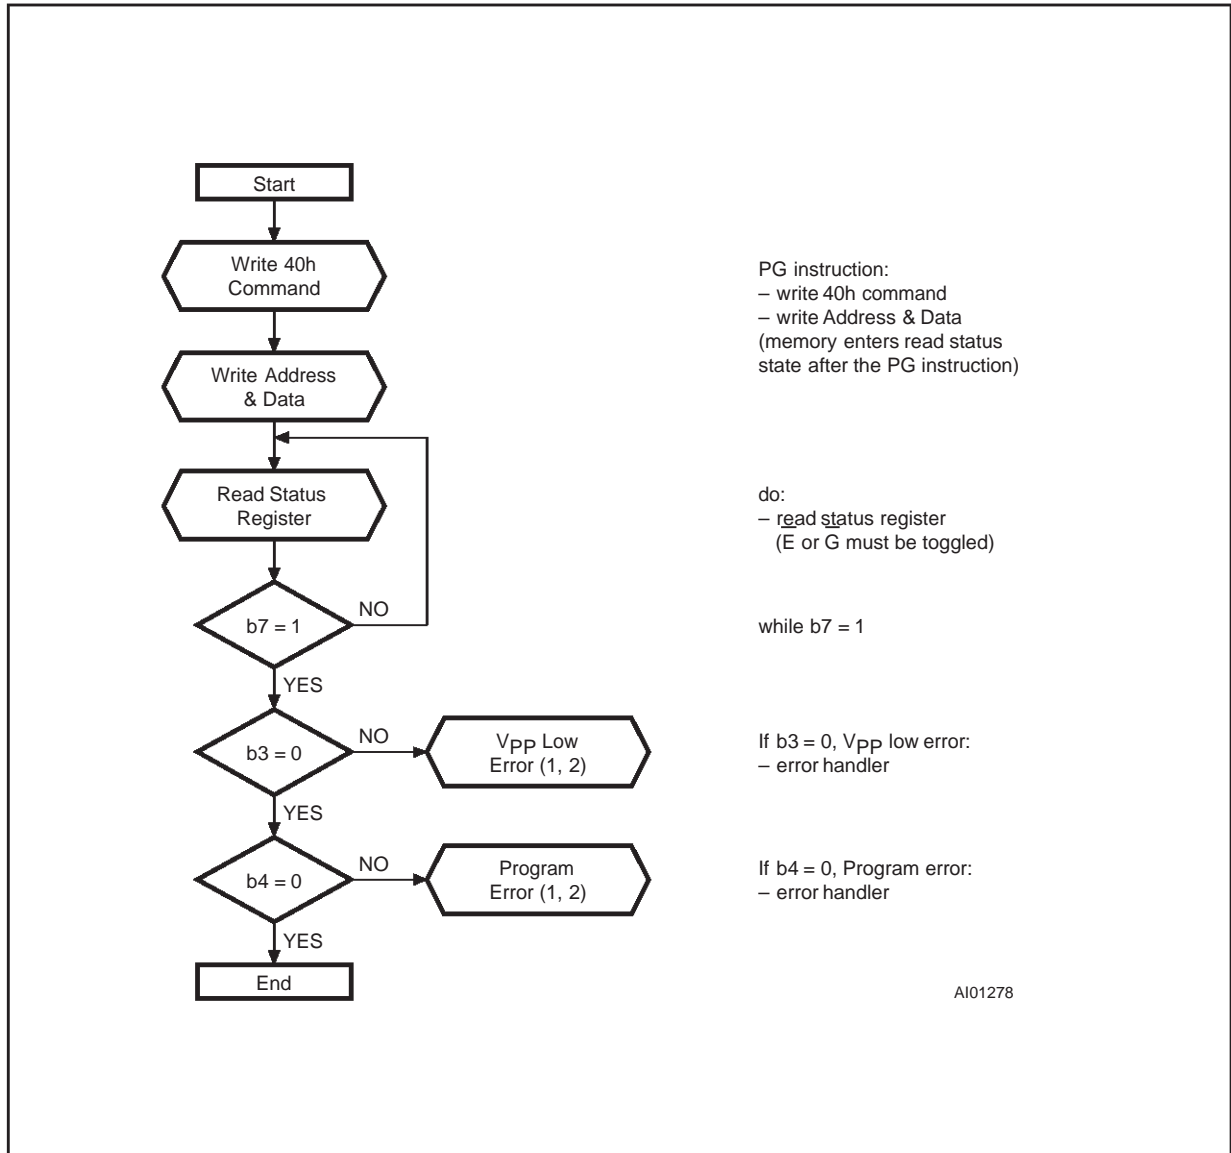 Start
Write 40h
Command
Write Address
& Data
Read Status
Register
b7 = 1
NO
YES
b3 = 0
NO
VPP Low
Error (1, 2)
YES
b4 = 0
NO
Program
Error (1, 2)
YES
End
PG instruction:
– write 40h command
– write Address & Data
(memory enters read status
state after the PG instruction)
do:
– read status register
(E or G must be toggled)
while b7 = 1
If b3 = 0, VPP low error:
– error handler
If b4 = 0, Program error:
– error handler
AI01278